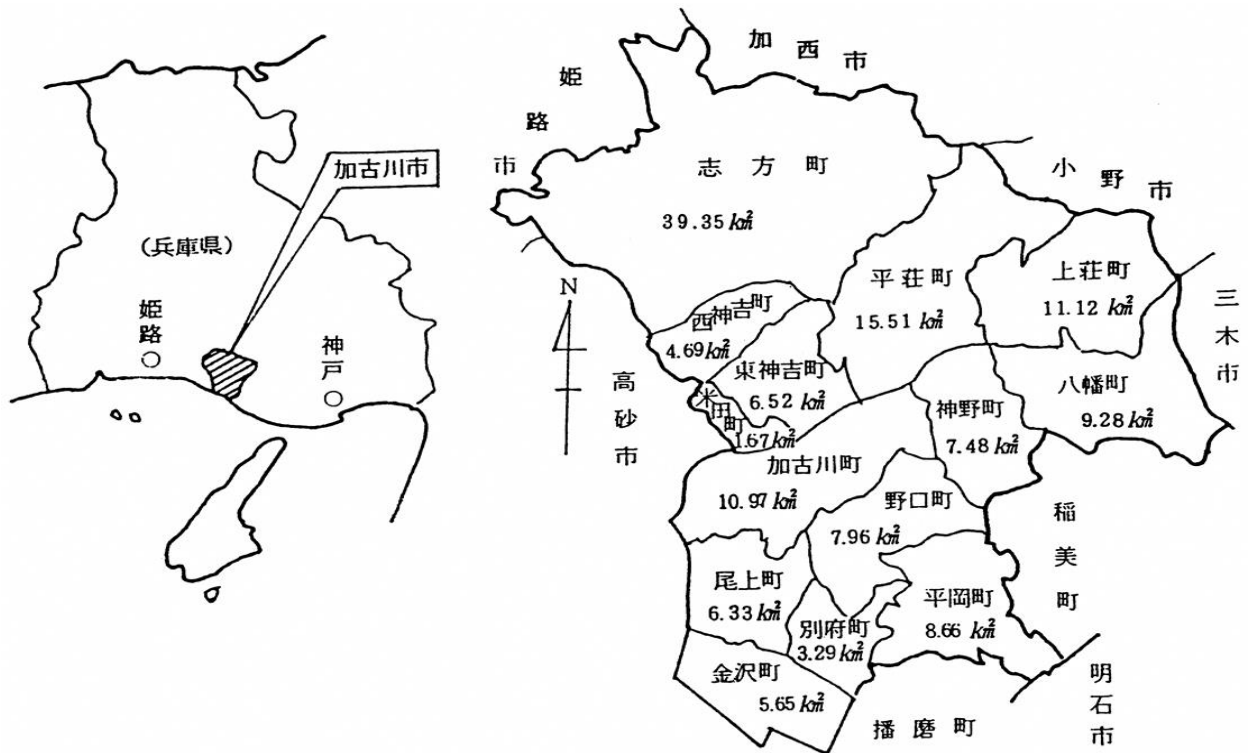 加古川市
(兵庫県)
姫路
神戸
N
加西市
姫路市
小野市
三木市
高砂市
稲美町
明石市
播磨町
志方町
39.35㎢
平荘町
15.51㎢
上荘町
11.12㎢
西神吉町
4.69㎢
東神吉町
6.52㎢
米田町
1.67㎢
八幡町
9.28㎢
神野町
7.48㎢
加古川町
10.97㎢
野口町
7.96㎢
尾上町
6.33㎢
別府町
3.29㎢
平岡町
8.66㎢
金沢町
5.65㎢